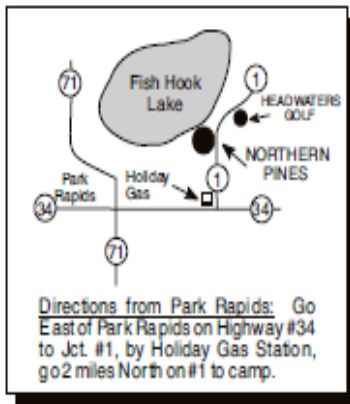 71
Fish Hook
Lake
1
HEADWATERS
GOLF
NORTHERN
PINES
Park
Rapids
Holiday
Gas
1
34
34
71
Directions from Park Rapids: Go
East of Park Rapids on Highway #34
to Jct. #1, by Holiday Gas Station,
go 2 miles North on #1 to camp.